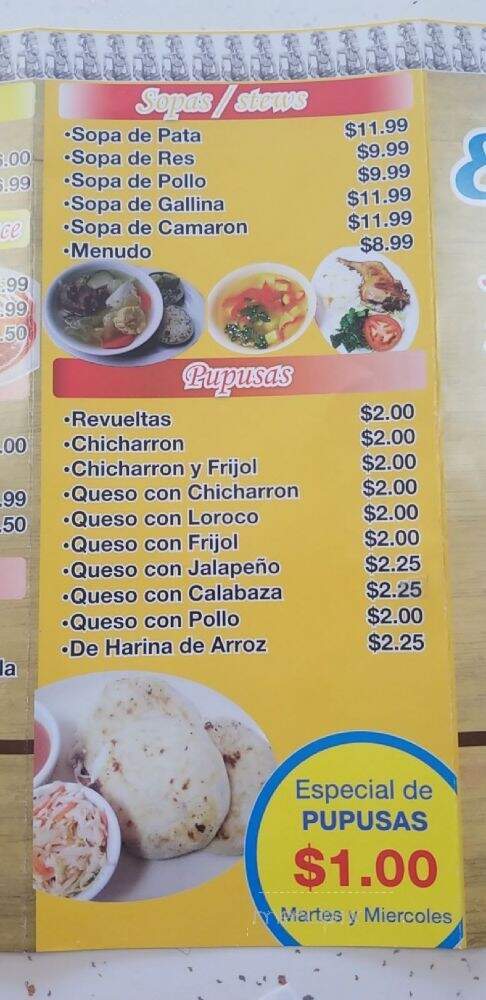 Sopas / stews
•Sopa de Pata $11.99
•Sopa de Res $9.99
•Sopa de Pollo $9.99
•Sopa de Gallina $11.99
•Sopa de Camaron $11.99
•Menudo $8.99
Pupusas
•Revueltas $2.00
•Chicharron $2.00
•Chicharron y Frijol $2.00
•Queso con Chicharron $2.00
•Queso con Loroco $2.00
•Queso con Frijol $2.00
•Queso con Jalapeño $2.25
•Queso con Calabaza $2.25
•Queso con Pollo $2.00
•De Harina de Arroz $2.25
Especial de
PUPUSAS
$1.00
Martes y Miercoles